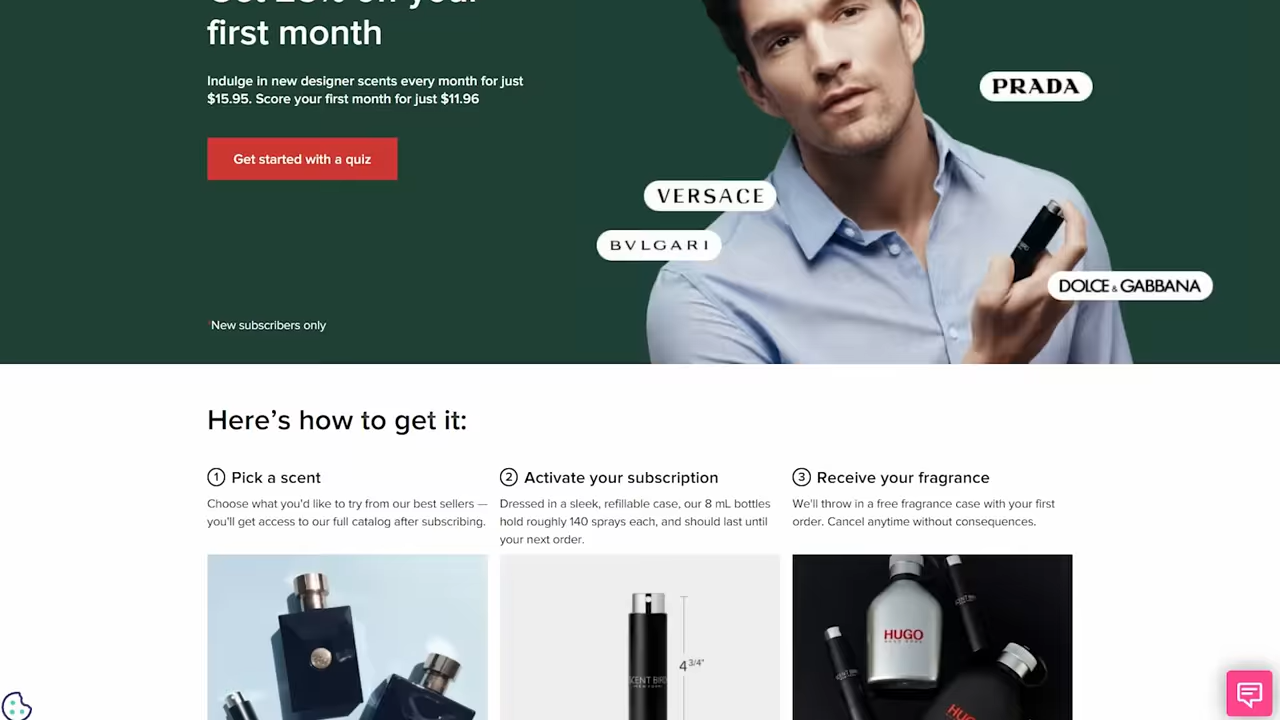 first month
Indulge in new designer scents every month for just
$15.95. Score your first month for just $11.96
Get started with a quiz
PRADA
VERSACE
BVLGARI
DOLCE & GABBANA
*New subscribers only
Here’s how to get it:
1 Pick a scent
Choose what you’d like to try from our best sellers —
you’ll get access to our full catalog after subscribing.
2 Activate your subscription
Dressed in a sleek, refillable case, our 8 mL bottles
hold roughly 140 sprays each, and should last until
your next order.
3 Receive your fragrance
We’ll throw in a free fragrance case with your first
order. Cancel anytime without consequences.
4 3/4"
SCENT BIRD
HUGO